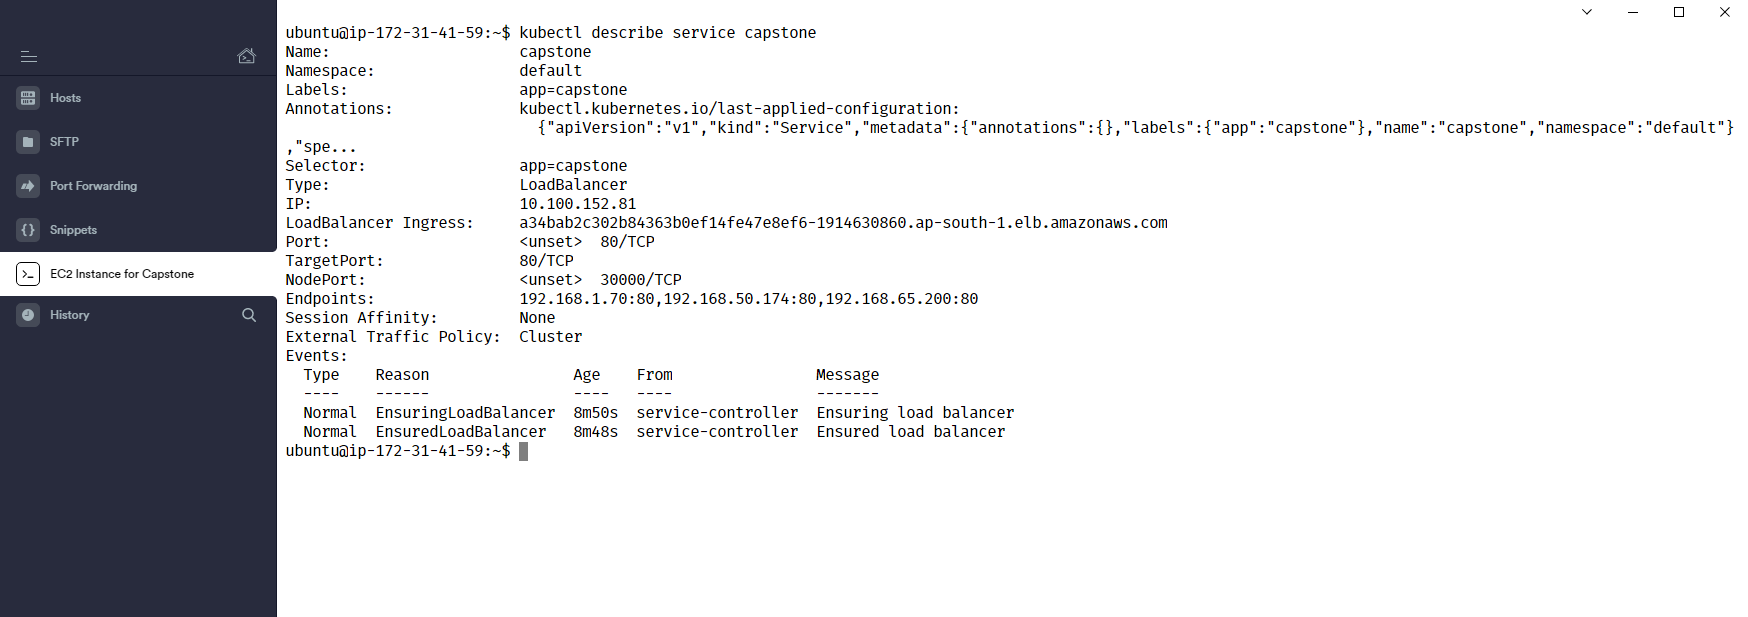 Hosts
SFTP
Port Forwarding
Snippets
EC2 Instance for Capstone
History
ubuntu@ip-172-31-41-59:~$ kubectl describe service capstone
Name:                     capstone
Namespace:                default
Labels:                   app=capstone
Annotations:              kubectl.kubernetes.io/last-applied-configuration:
                            {"apiVersion":"v1","kind":"Service","metadata":{"annotations":{},"labels":{"app":"capstone"},"name":"capstone","namespace":"default"}
,"spe...
Selector:                 app=capstone
Type:                     LoadBalancer
IP:                       10.100.152.81
LoadBalancer Ingress:     a34bab2c302b84363b0ef14fe47e8ef6-1914630860.ap-south-1.elb.amazonaws.com
Port:                     <unset>  80/TCP
TargetPort:               80/TCP
NodePort:                 <unset>  30000/TCP
Endpoints:                192.168.1.70:80,192.168.50.174:80,192.168.65.200:80
Session Affinity:         None
External Traffic Policy:  Cluster
Events:
  Type    Reason                Age    From                Message
  ----    ------                ----   ----                -------
  Normal  EnsuringLoadBalancer  8m50s  service-controller  Ensuring load balancer
  Normal  EnsuredLoadBalancer   8m48s  service-controller  Ensured load balancer
ubuntu@ip-172-31-41-59:~$